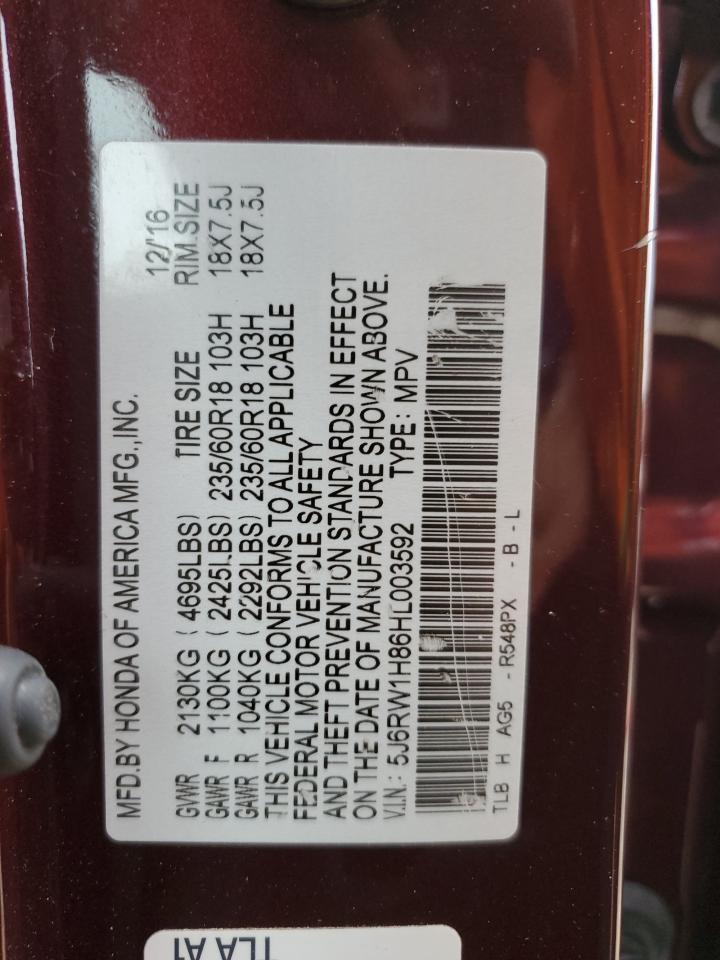 MFD.BY HONDA OF AMERICA MFG.,INC. 12/'16
GVWR 2130KG ( 4695LBS) TIRE SIZE RIM SIZE
GAWR F 1100KG ( 2425LBS) 235/60R18 103H 18X7.5J
GAWR R 1040KG ( 2292LBS) 235/60R18 103H 18X7.5J
THIS VEHICLE CONFORMS TO ALL APPLICABLE
FEDERAL MOTOR VEHICLE SAFETY
AND THEFT PREVENTION STANDARDS IN EFFECT
ON THE DATE OF MANUFACTURE SHOWN ABOVE.
V.I.N.: 5J6RW1H86HL003592 TYPE: MPV
TLB H AG5 - R548PX - B - L
TLA A1